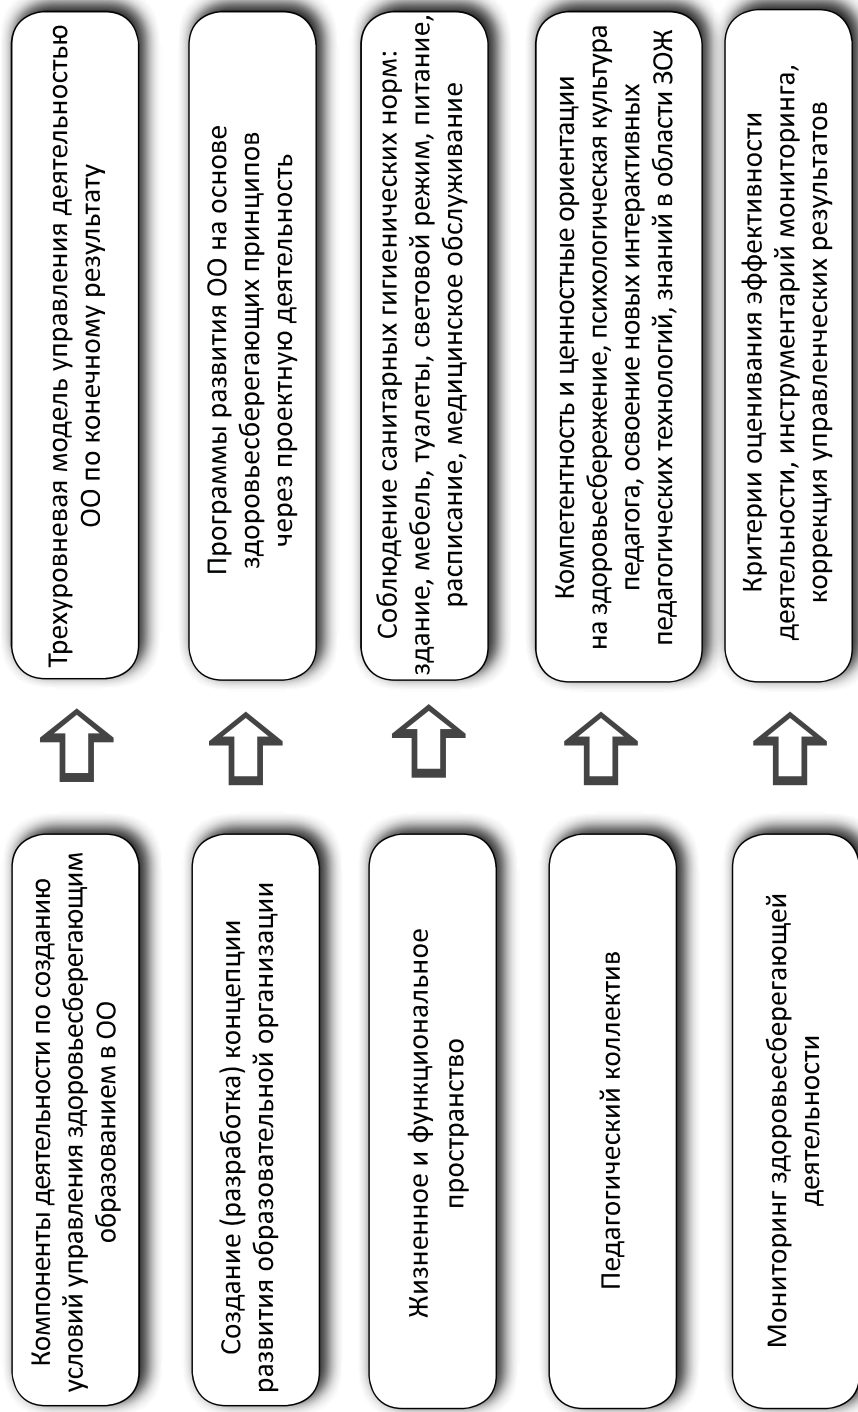 Компоненты деятельности по созданию
условий управления здоровьесберегающим
образованием в ОО
Трехуровневая модель управления деятельностью
ОО по конечному результату
Создание (разработка) концепции
развития образовательной организации
Программы развития ОО на основе
здоровьесберегающих принципов
через проектную деятельность
Жизненное и функциональное
пространство
Соблюдение санитарных гигиенических норм:
здание, мебель, туалеты, световой режим, питание,
расписание, медицинское обслуживание
Педагогический коллектив
Компетентность и ценностные ориентации
на здоровьесбережение, психологическая культура
педагога, освоение новых интерактивных
педагогических технологий, знаний в области ЗОЖ
Мониторинг здоровьесберегающей
деятельности
Критерии оценивания эффективности
деятельности, инструментарий мониторинга,
коррекция управленческих результатов